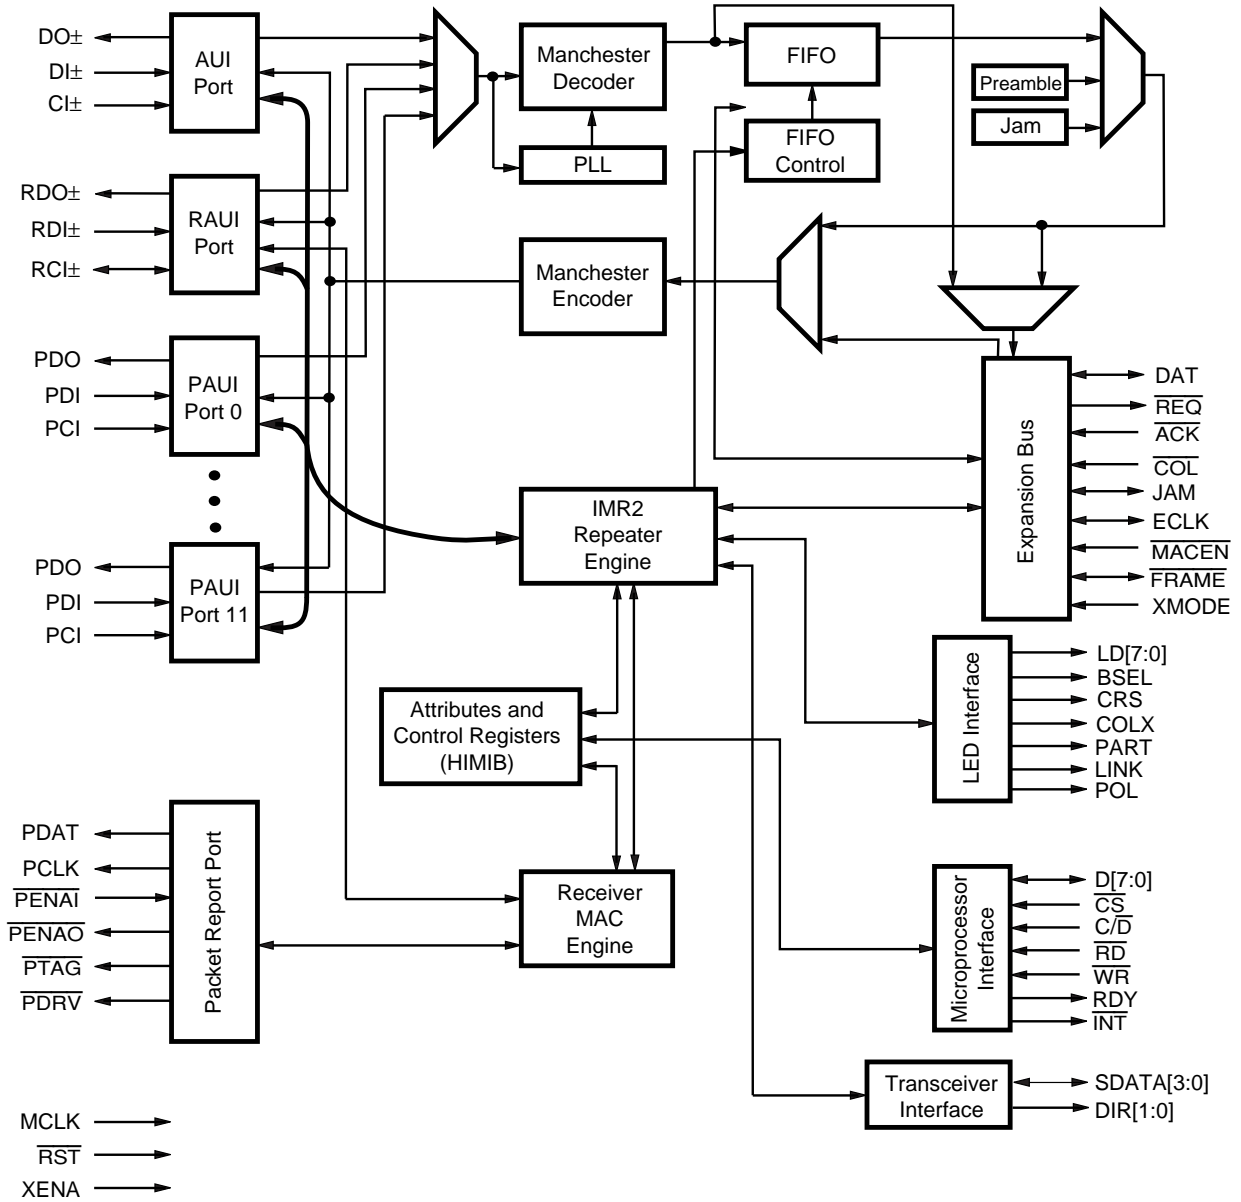 DO±
DI±
CI±
AUI
Port
RDO±
RDI±
RCI±
RAUI
Port
PDO
PDI
PCI
PAUI
Port 0
PDO
PDI
PCI
PAUI
Port 11
Manchester
Decoder
PLL
FIFO
FIFO
Control
Preamble
Jam
Manchester
Encoder
IMR2
Repeater
Engine
Expansion Bus
DAT
REQ
ACK
COL
JAM
ECLK
MACEN
FRAME
XMODE
LED Interface
LD[7:0]
BSEL
CRS
COLX
PART
LINK
POL
Attributes and
Control Registers
(HIMIB)
PDAT
PCLK
PENAI
PENAO
PTAG
PDRV
Packet Report Port
Receiver
MAC
Engine
Microprocessor
Interface
D[7:0]
CS
C/D
RD
WR
RDY
INT
Transceiver
Interface
SDATA[3:0]
DIR[1:0]
MCLK
RST
XENA